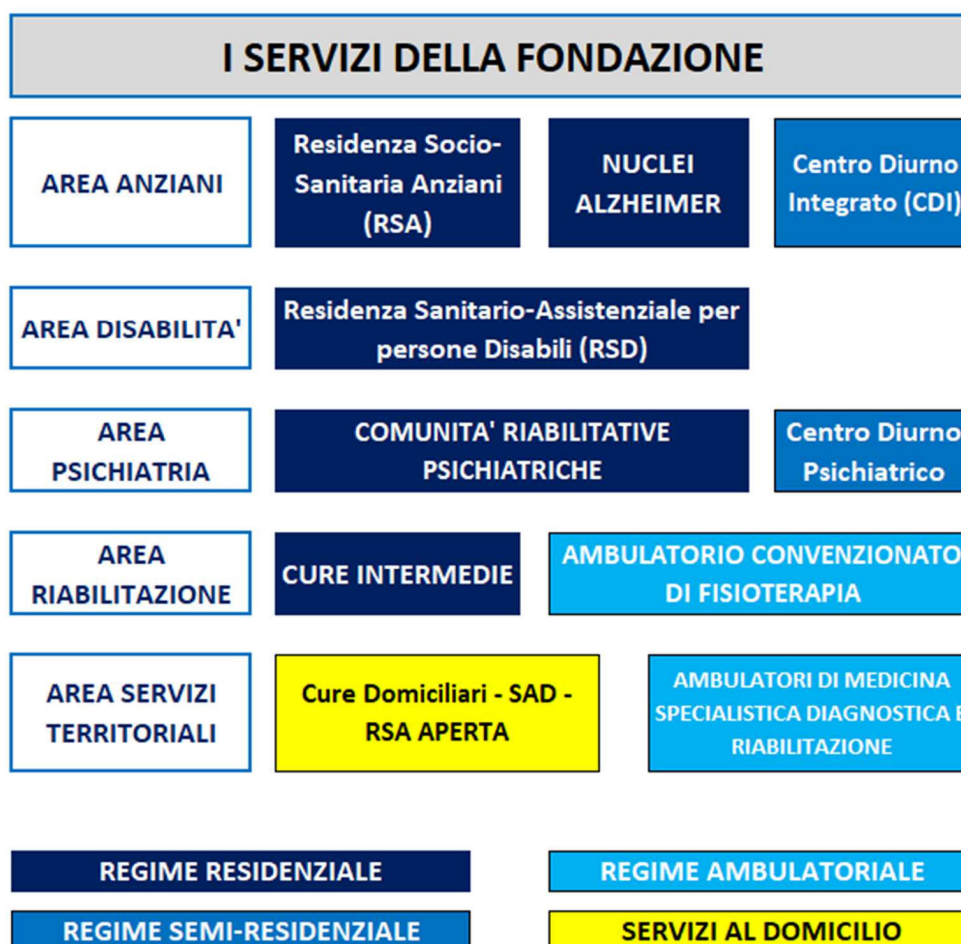 I SERVIZI DELLA FONDAZIONE
AREA ANZIANI
Residenza Socio-
Sanitaria Anziani
(RSA)
NUCLEI
ALZHEIMER
Centro Diurno
Integrato (CDI)
AREA DISABILITA'
Residenza Sanitario-Assistenziale per
persone Disabili (RSD)
AREA
PSICHIATRIA
COMUNITA' RIABILITATIVE
PSICHIATRICHE
Centro Diurno
Psichiatrico
AREA
RIABILITAZIONE
CURE INTERMEDIE
AMBULATORIO CONVENZIONATO
DI FISIOTERAPIA
AREA SERVIZI
TERRITORIALI
Cure Domiciliari - SAD -
RSA APERTA
AMBULATORI DI MEDICINA
SPECIALISTICA DIAGNOSTICA E
RIABILITAZIONE
REGIME RESIDENZIALE
REGIME AMBULATORIALE
REGIME SEMI-RESIDENZIALE
SERVIZI AL DOMICILIO